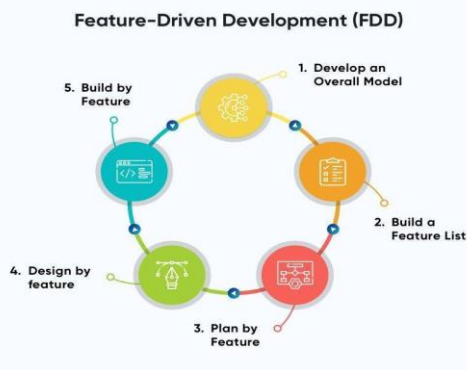 Feature-Driven Development (FDD)
1. Develop an
Overall Model
2. Build a
Feature List
3. Plan by
Feature
4. Design by
feature
5. Build by
Feature